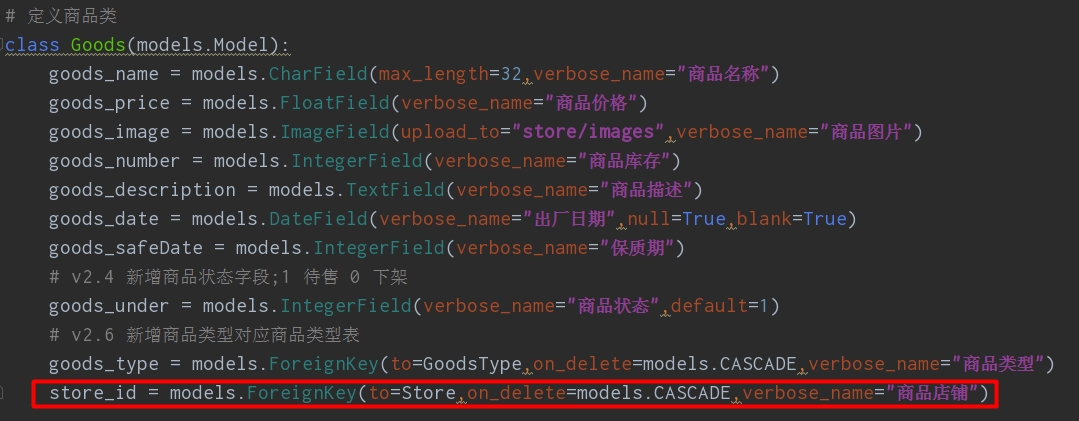 # 定义商品类
class Goods(models.Model):
goods_name = models.CharField(max_length=32,verbose_name="商品名称")
goods_price = models.FloatField(verbose_name="商品价格")
goods_image = models.ImageField(upload_to="store/images",verbose_name="商品图片")
goods_number = models.IntegerField(verbose_name="商品库存")
goods_description = models.TextField(verbose_name="商品描述")
goods_date = models.DateField(verbose_name="出厂日期",null=True,blank=True)
goods_safeDate = models.IntegerField(verbose_name="保质期")
# v2.4 新增商品状态字段;1 待售 0 下架
goods_under = models.IntegerField(verbose_name="商品状态",default=1)
# v2.6 新增商品类型对应商品类型表
goods_type = models.ForeignKey(to=GoodsType,on_delete=models.CASCADE,verbose_name="商品类型")
store_id = models.ForeignKey(to=Store,on_delete=models.CASCADE,verbose_name="商品店铺")